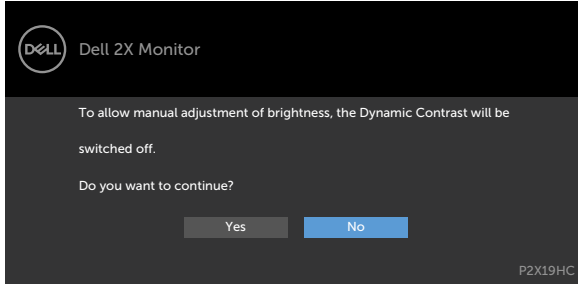 DELL
Dell 2X Monitor
To allow manual adjustment of brightness, the Dynamic Contrast will be
switched off.
Do you want to continue?
Yes
No
P2X19HC